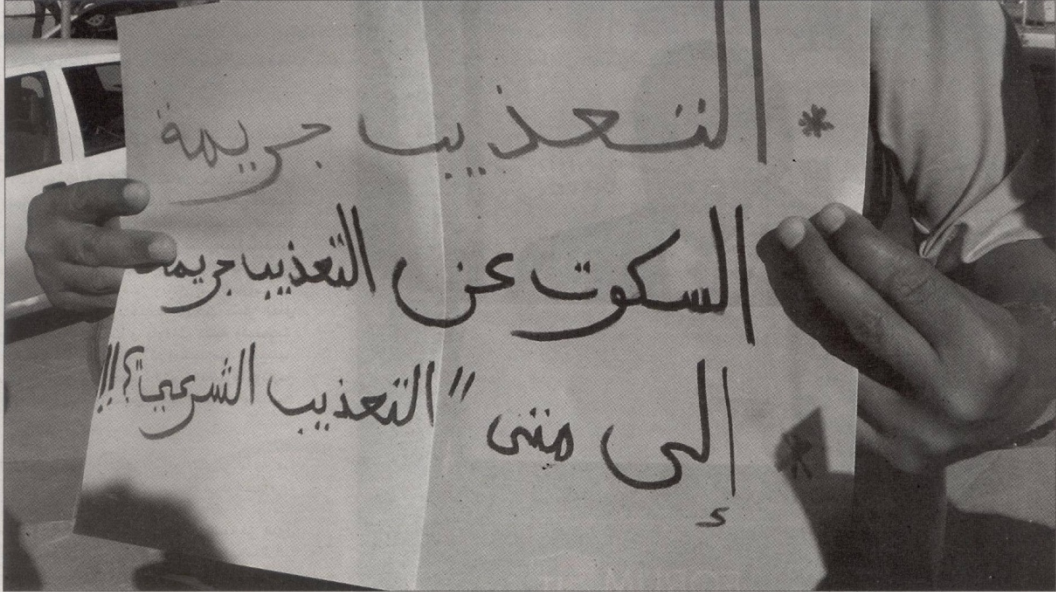 * التعذيب جريمة
السكوت عن التعذيب جريمة
* إلى متى "التعذيب الشرعي"؟!!!